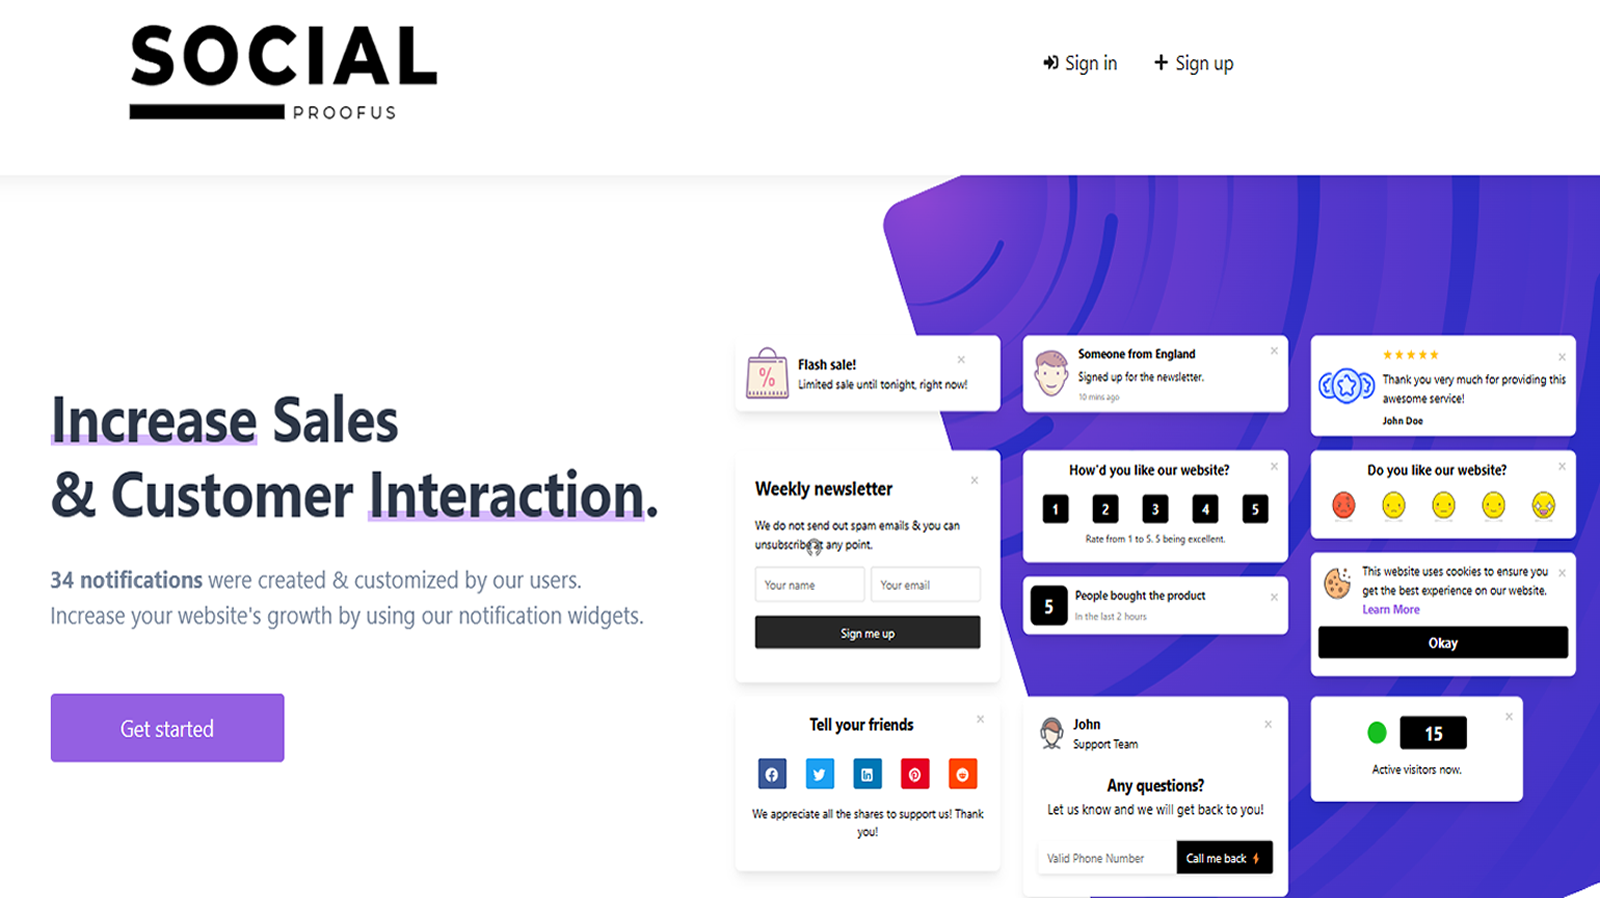 SOCIAL
PROOFUS
Sign in
Sign up
Increase Sales
& Customer Interaction.
34 notifications were created & customized by our users.
Increase your website's growth by using our notification widgets.
Get started
%
Flash sale!
Limited sale until tonight, right now!
Weekly newsletter
We do not send out spam emails & you can
unsubscribe at any point.
Your name
Your email
Sign me up
Tell your friends
We appreciate all the shares to support us! Thank
you!
Someone from England
Signed up for the newsletter.
10 mins ago
How'd you like our website?
1 2 3 4 5
Rate from 1 to 5. 5 being excellent.
5
People bought the product
In the last 2 hours
John
Support Team
Any questions?
Let us know and we will get back to you!
Valid Phone Number
Call me back
Thank you very much for providing this
awesome service!
John Doe
Do you like our website?
This website uses cookies to ensure you
get the best experience on our website.
Learn More
Okay
15
Active visitors now.